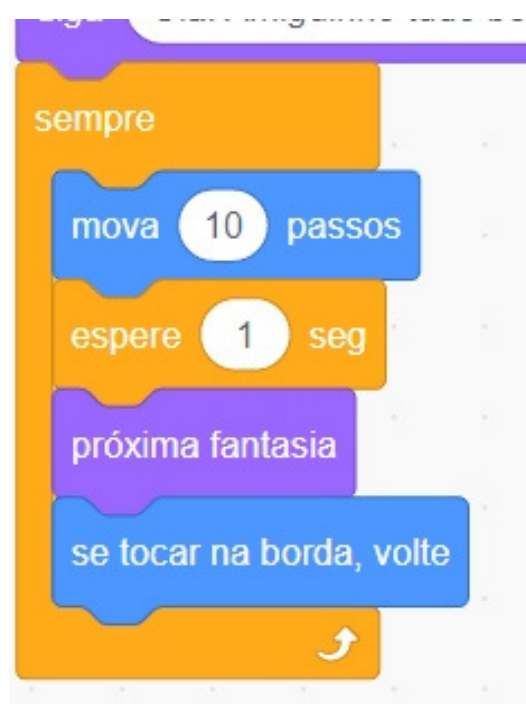 sempre
mova 10 passos
espere 1 seg
próxima fantasia
se tocar na borda, volte